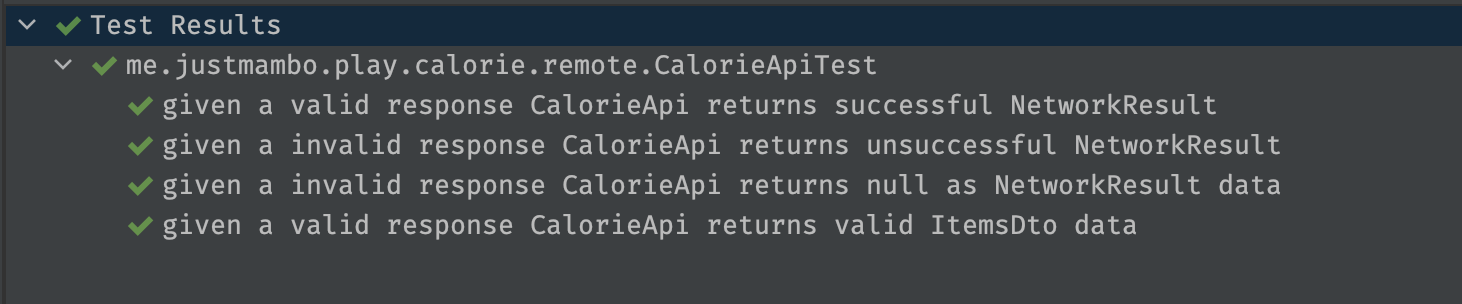 Test Results
me.justmambo.play.calorie.remote.CalorieApiTest
given a valid response CalorieApi returns successful NetworkResult
given a invalid response CalorieApi returns unsuccessful NetworkResult
given a invalid response CalorieApi returns null as NetworkResult data
given a valid response CalorieApi returns valid ItemsDto data